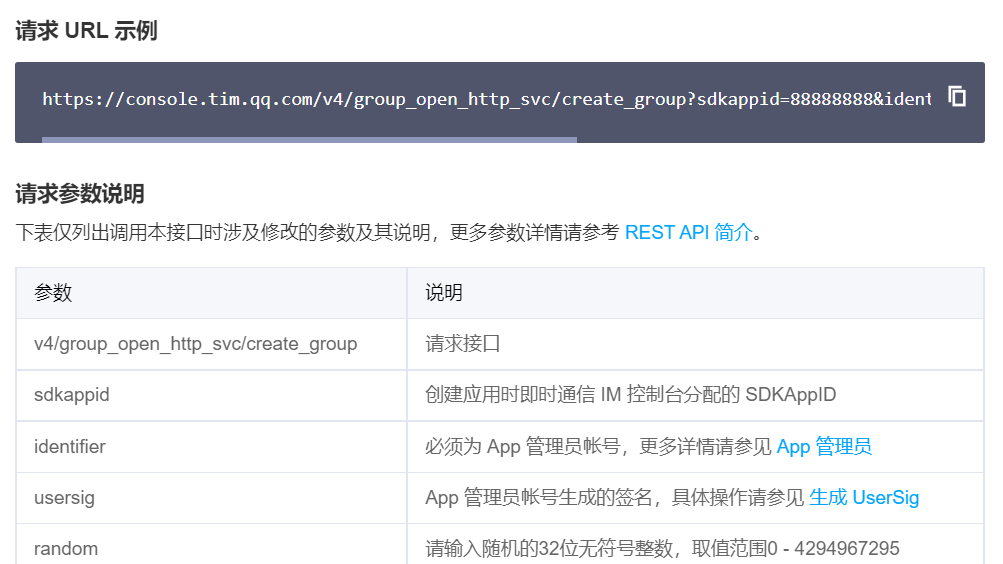 请求 URL 示例
https://console.tim.qq.com/v4/group_open_http_svc/create_group?sdkappid=88888888&ident
请求参数说明
下表仅列出调用本接口时涉及修改的参数及其说明，更多参数详情请参考 REST API 简介。
参数 说明
v4/group_open_http_svc/create_group 请求接口
sdkappid 创建应用时即时通信 IM 控制台分配的 SDKAppID
identifier 必须为 App 管理员帐号，更多详情请参见 App 管理员
usersig App 管理员帐号生成的签名，具体操作请参见 生成 UserSig
random 请输入随机的32位无符号整数，取值范围0 - 4294967295